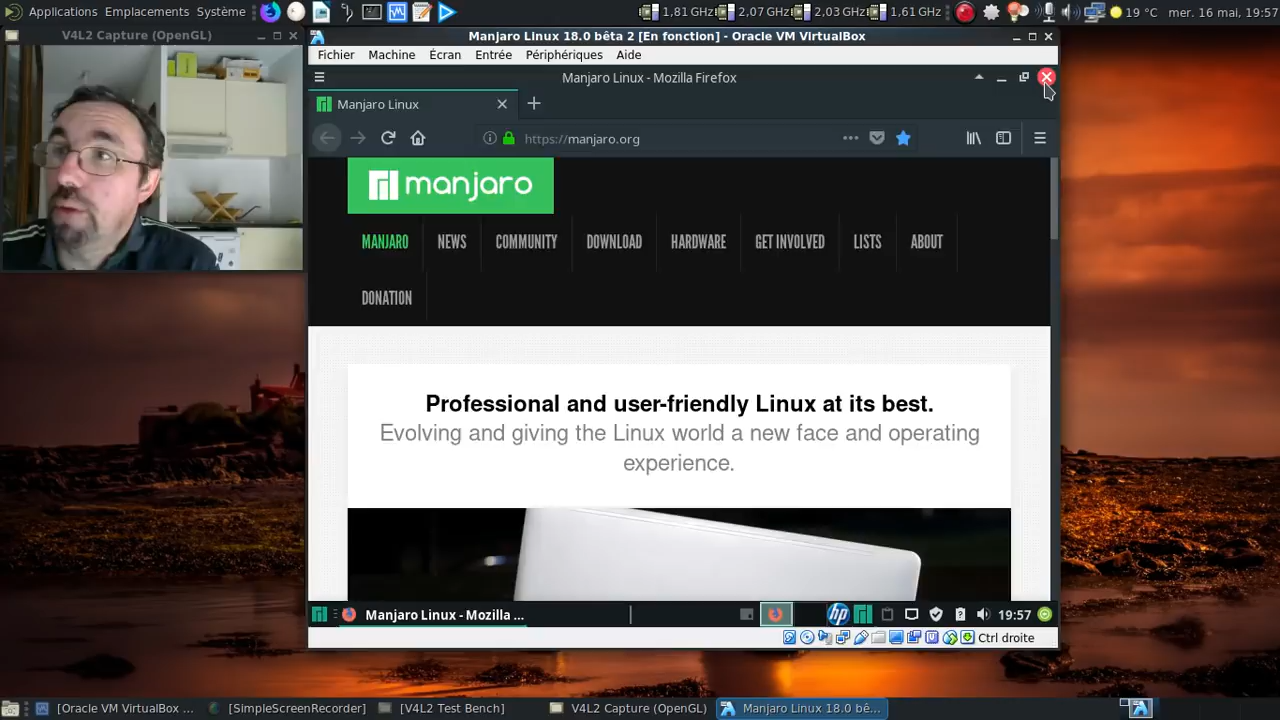 Applications Emplacements Système 1,81 GHz 2,07 GHz 2,03 GHz 1,61 GHz 19 °C mer. 16 mai, 19:57
V4L2 Capture (OpenGL)
Manjaro Linux 18.0 bêta 2 [En fonction] - Oracle VM VirtualBox
Fichier Machine Écran Entrée Périphériques Aide
Manjaro Linux - Mozilla Firefox
Manjaro Linux
https://manjaro.org
manjaro
MANJARO NEWS COMMUNITY DOWNLOAD HARDWARE GET INVOLVED LISTS ABOUT
DONATION
Professional and user-friendly Linux at its best.
Evolving and giving the Linux world a new face and operating
experience.
Manjaro Linux - Mozilla ... hp 19:57
Ctrl droite
[Oracle VM VirtualBox ... [SimpleScreenRecorder] [V4L2 Test Bench] V4L2 Capture (OpenGL) Manjaro Linux 18.0 bê...